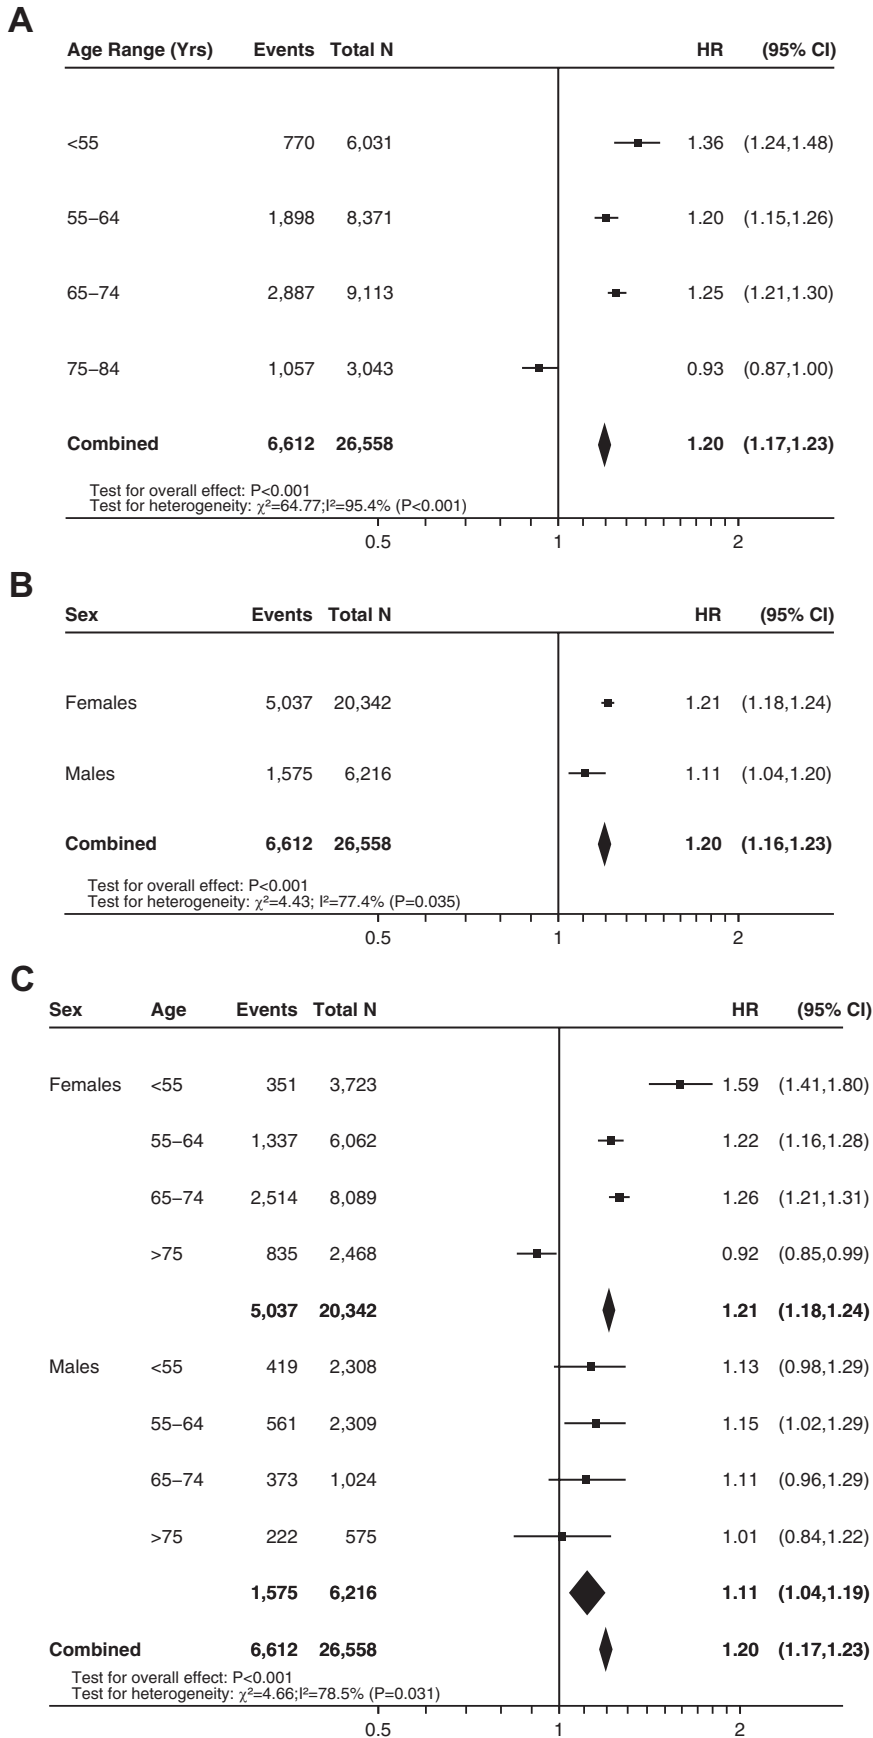 A
Age Range (Yrs) Events Total N HR (95% CI)
<55 770 6,031 1.36 (1.24,1.48)
55–64 1,898 8,371 1.20 (1.15,1.26)
65–74 2,887 9,113 1.25 (1.21,1.30)
75–84 1,057 3,043 0.93 (0.87,1.00)
Combined 6,612 26,558 1.20 (1.17,1.23)
Test for overall effect: P<0.001
Test for heterogeneity: χ²=64.77;I²=95.4% (P<0.001)
0.5 1 2
B
Sex Events Total N HR (95% CI)
Females 5,037 20,342 1.21 (1.18,1.24)
Males 1,575 6,216 1.11 (1.04,1.20)
Combined 6,612 26,558 1.20 (1.16,1.23)
Test for overall effect: P<0.001
Test for heterogeneity: χ²=4.43; I²=77.4% (P=0.035)
0.5 1 2
C
Sex Age Events Total N HR (95% CI)
Females <55 351 3,723 1.59 (1.41,1.80)
55–64 1,337 6,062 1.22 (1.16,1.28)
65–74 2,514 8,089 1.26 (1.21,1.31)
>75 835 2,468 0.92 (0.85,0.99)
5,037 20,342 1.21 (1.18,1.24)
Males <55 419 2,308 1.13 (0.98,1.29)
55–64 561 2,309 1.15 (1.02,1.29)
65–74 373 1,024 1.11 (0.96,1.29)
>75 222 575 1.01 (0.84,1.22)
1,575 6,216 1.11 (1.04,1.19)
Combined 6,612 26,558 1.20 (1.17,1.23)
Test for overall effect: P<0.001
Test for heterogeneity: χ²=4.66;I²=78.5% (P=0.031)
0.5 1 2